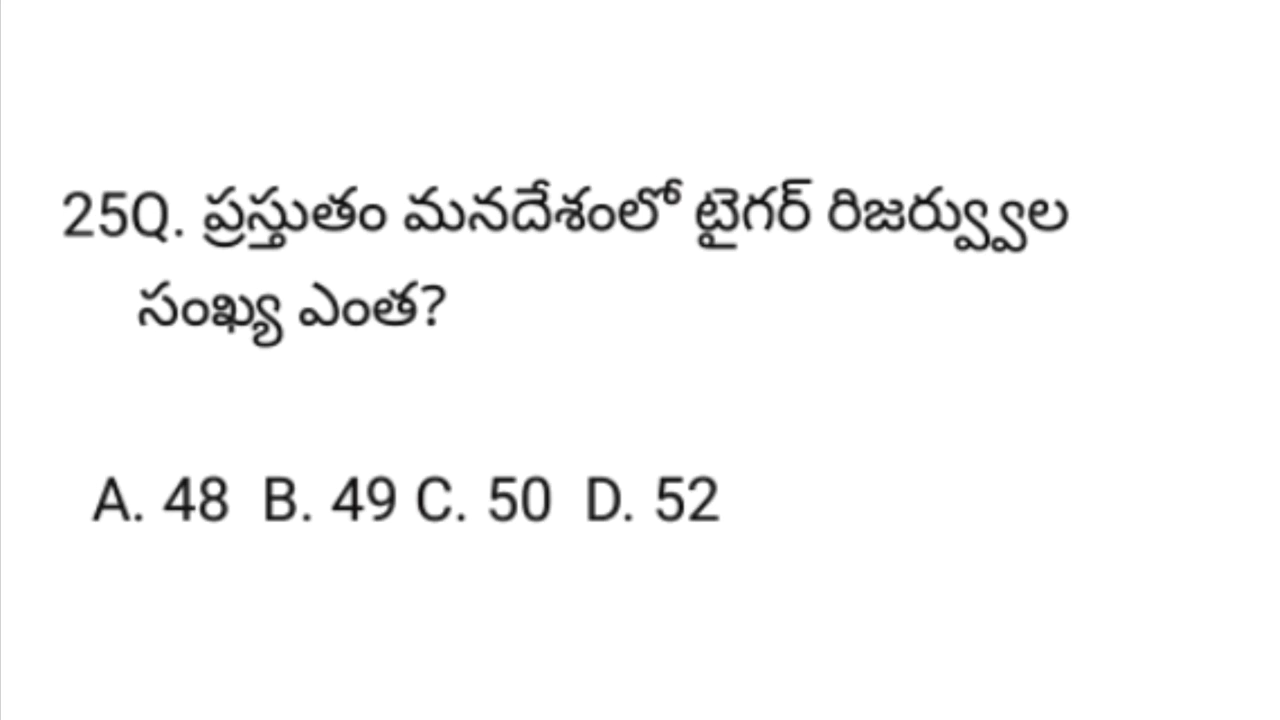 25Q. ప్రస్తుతం మనదేశంలో టైగర్ రిజర్వ్వుల
సంఖ్య ఎంత?
A. 48 B. 49 C. 50 D. 52